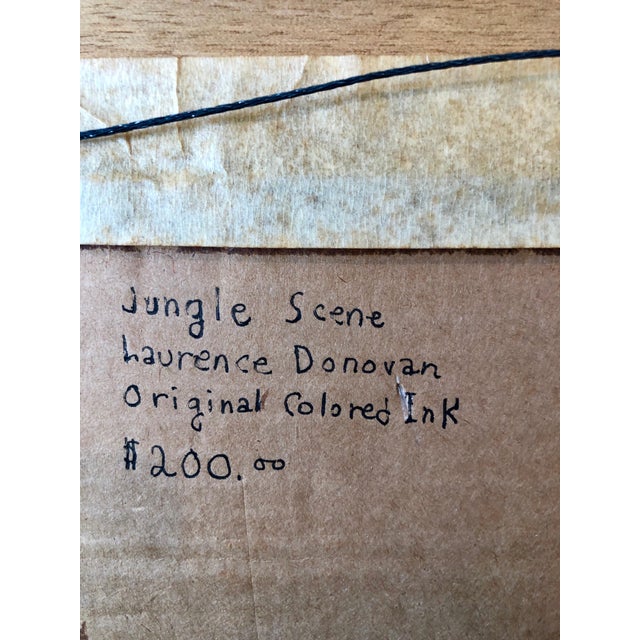 Jungle Scene
Laurence Donovan
Original Colored Ink
$200.00